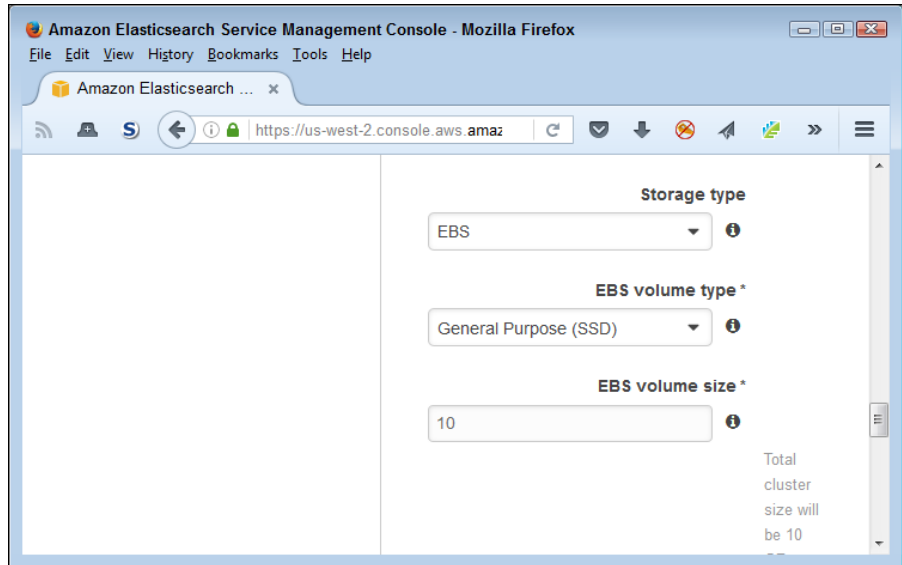 Amazon Elasticsearch Service Management Console - Mozilla Firefox
File Edit View History Bookmarks Tools Help
Amazon Elasticsearch ... ×
S) https://us-west-2.console.aws.amaz
Storage type
EBS
EBS volume type *
General Purpose (SSD)
EBS volume size *
10
Total
cluster
size will
be 10